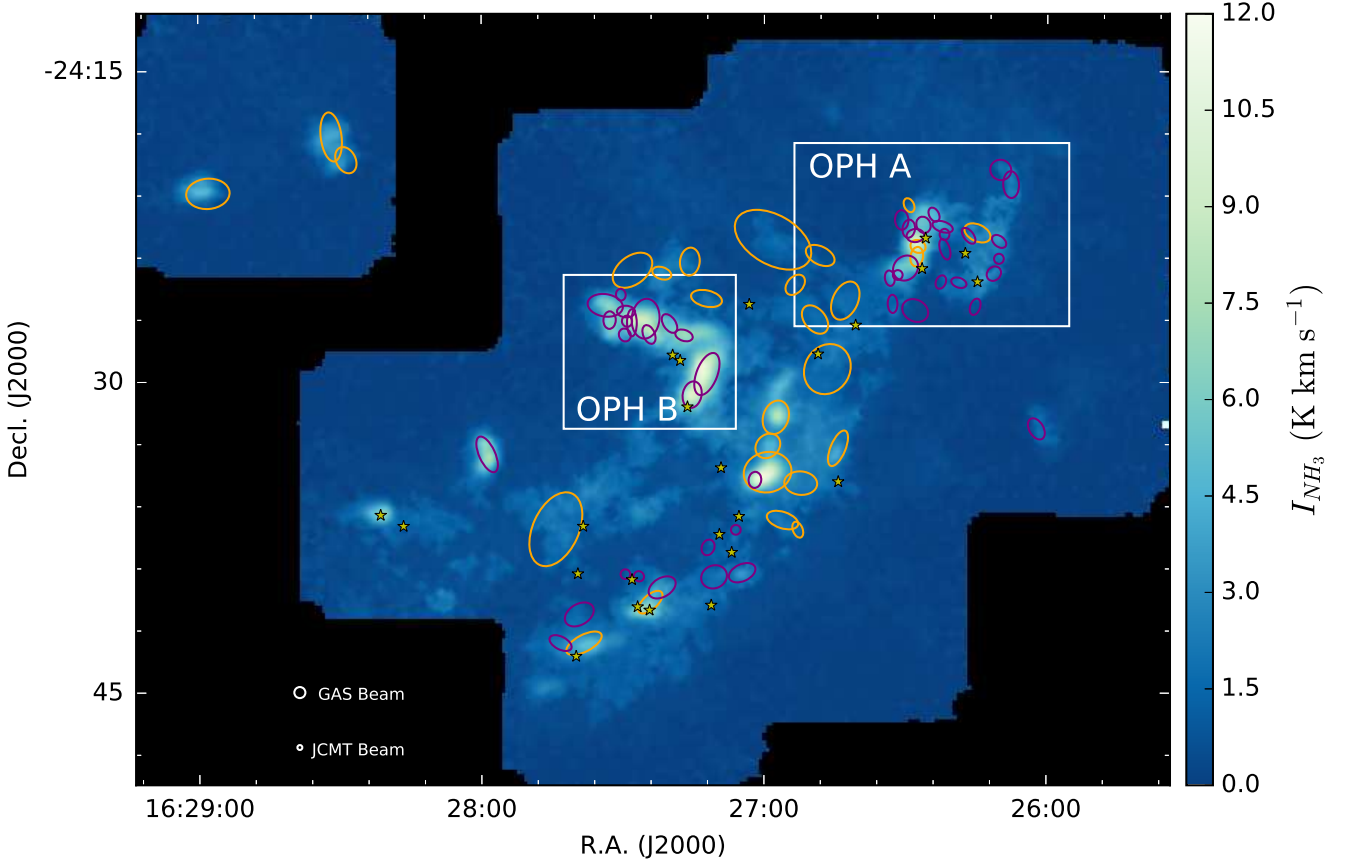 12.0
-24:15
10.5
OPH A
9.0
7.5
Decl. (J2000)
30
OPH B
6.0
I_{NH_3} (K km s^{-1})
4.5
3.0
45
GAS Beam
1.5
JCMT Beam
0.0
16:29:00
28:00
27:00
26:00
R.A. (J2000)